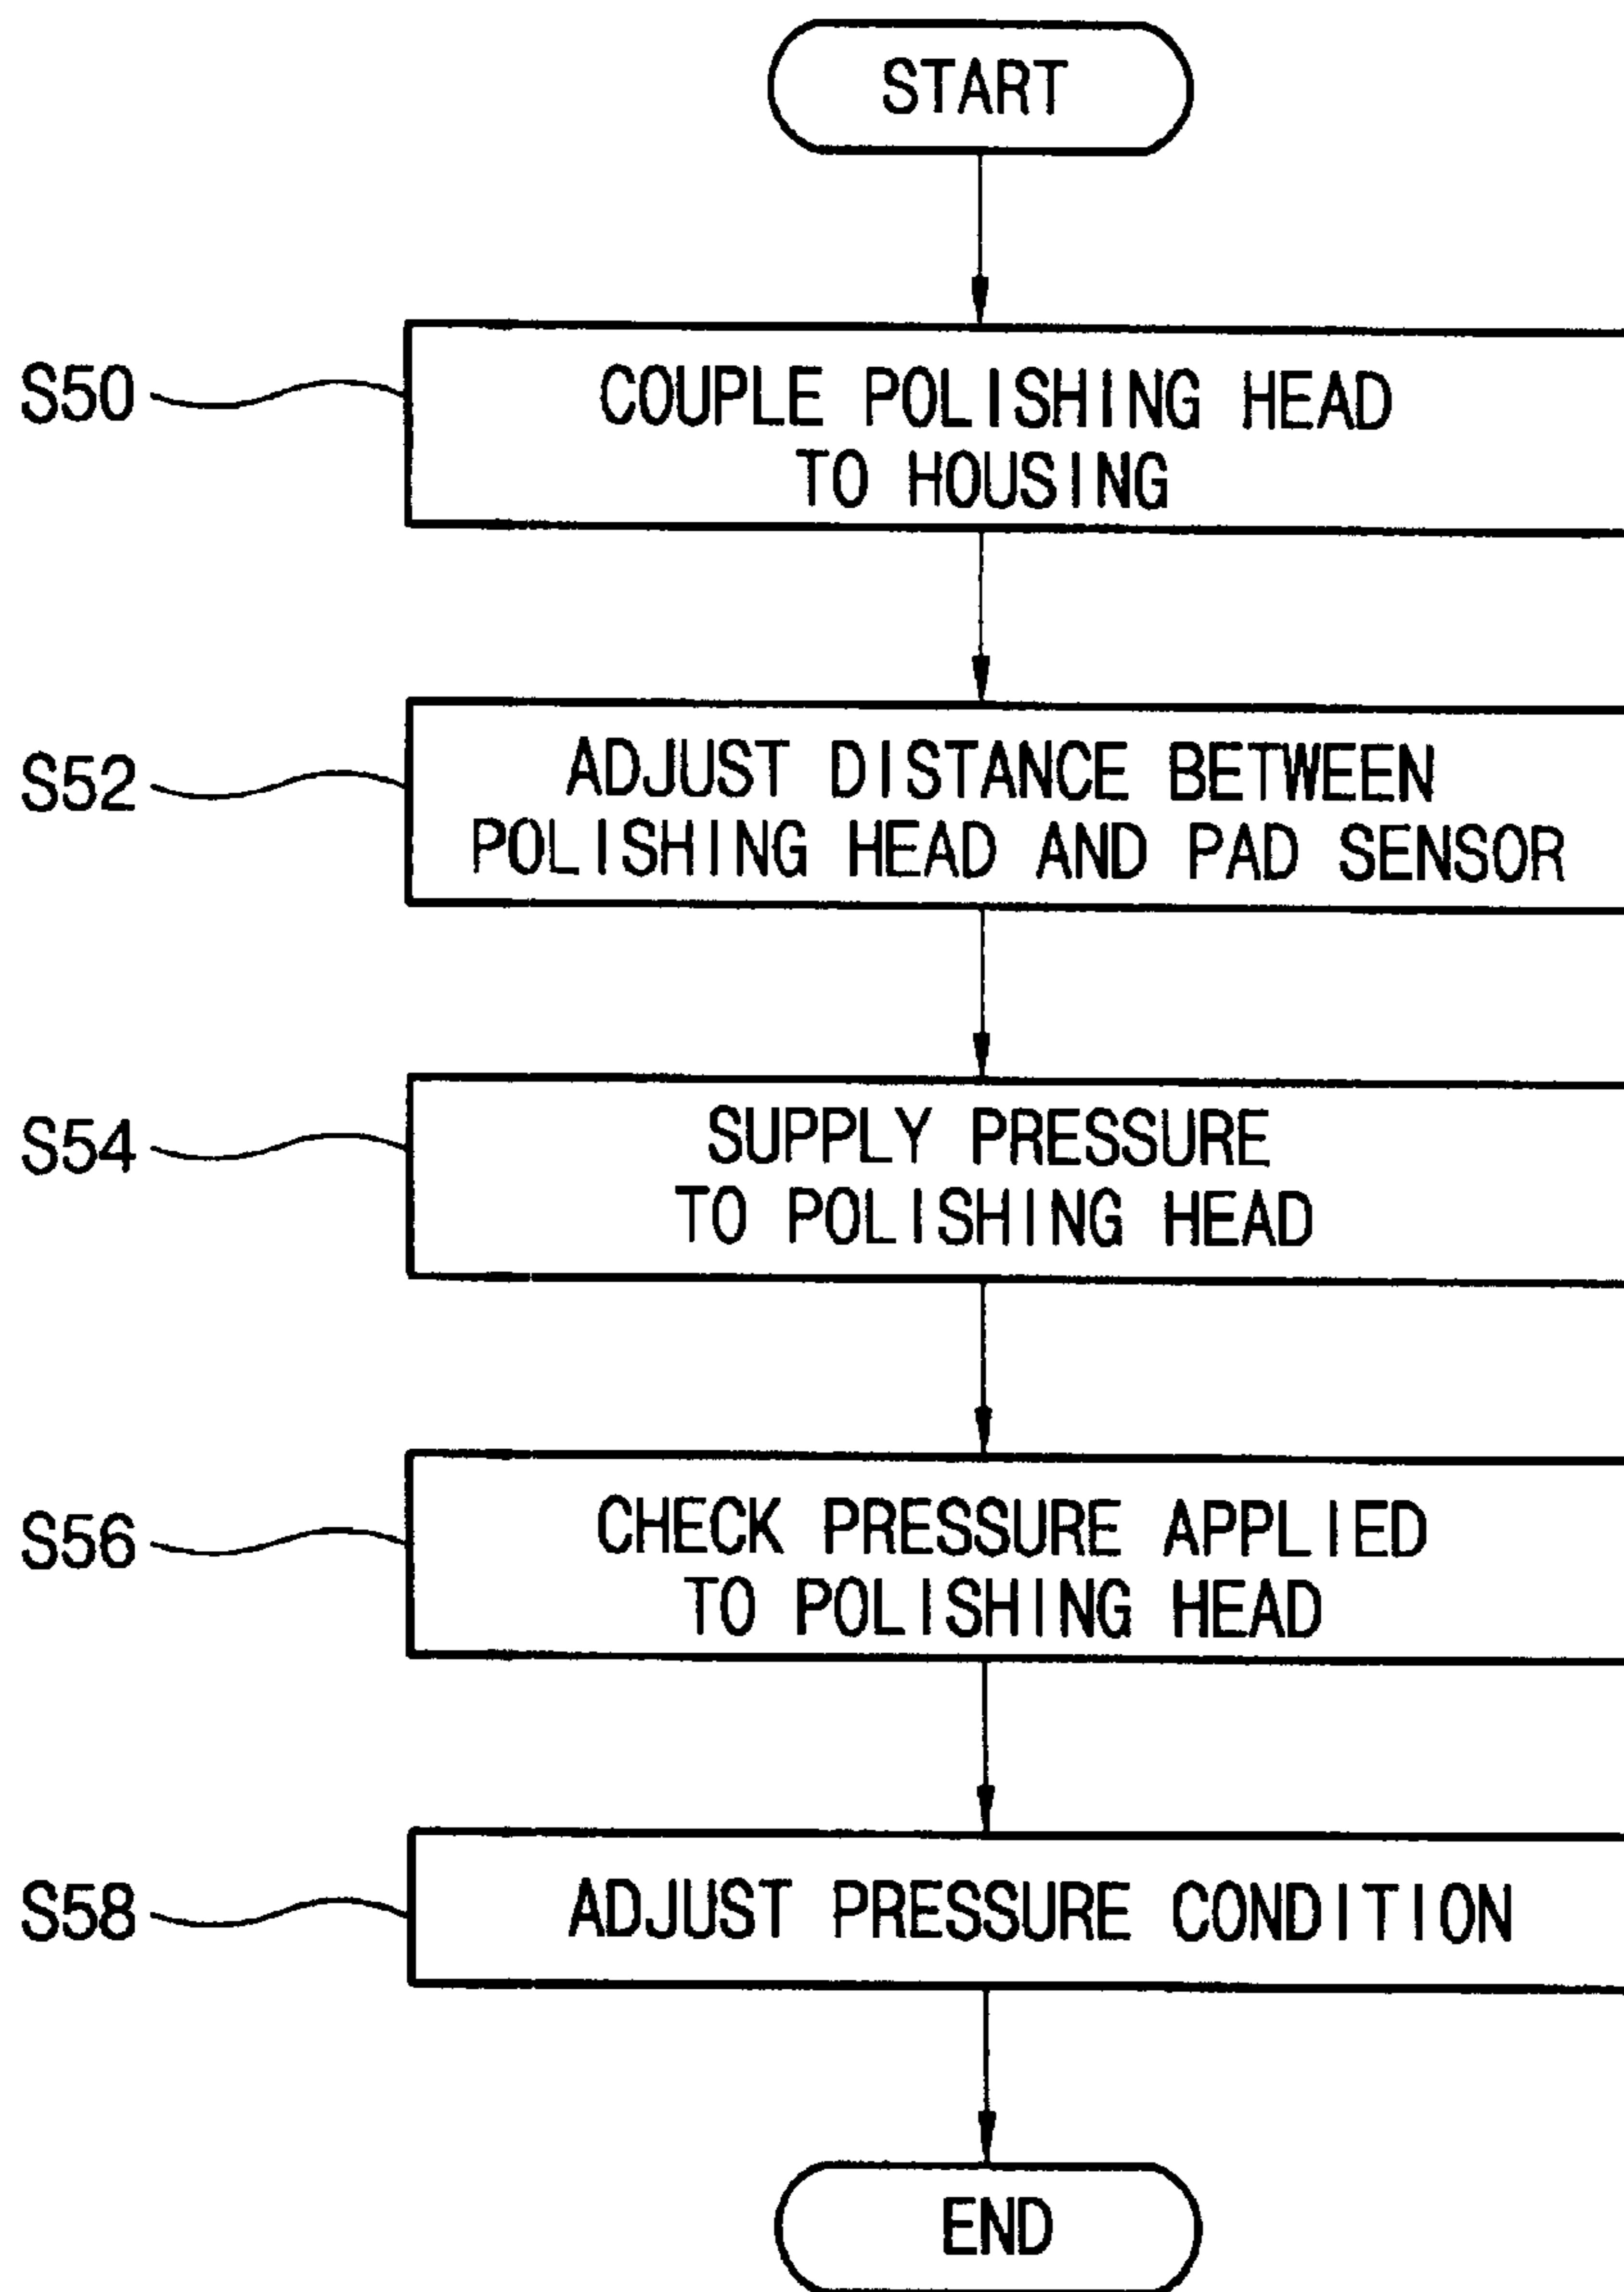 START
S50
COUPLE POLISHING HEAD
TO HOUSING
S52
ADJUST DISTANCE BETWEEN
POLISHING HEAD AND PAD SENSOR
S54
SUPPLY PRESSURE
TO POLISHING HEAD
S56
CHECK PRESSURE APPLIED
TO POLISHING HEAD
S58
ADJUST PRESSURE CONDITION
END